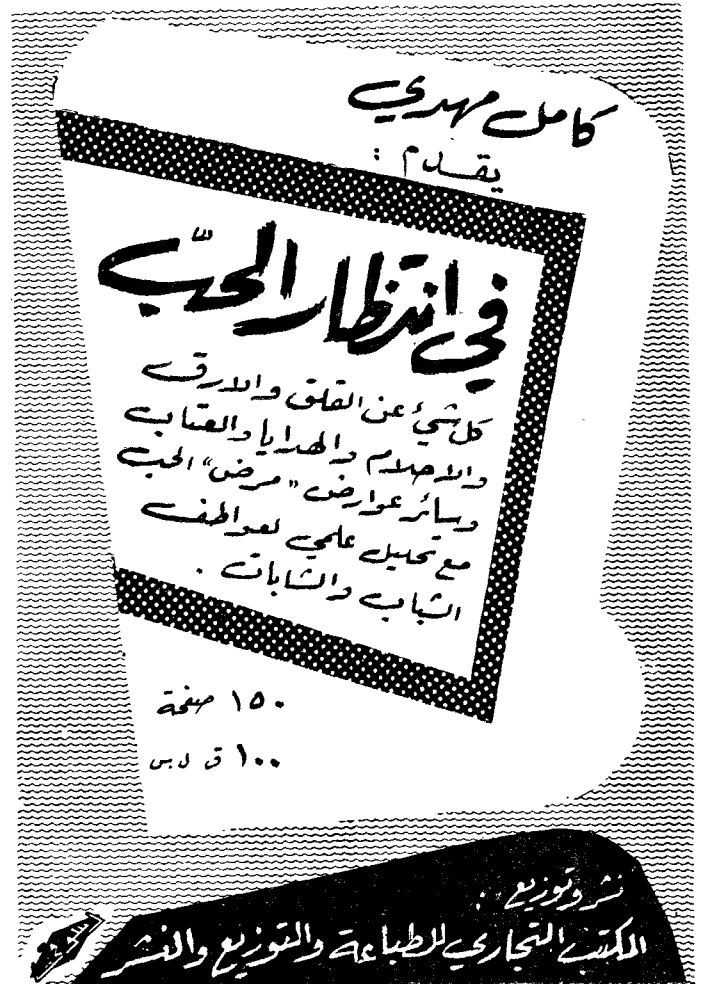 كامل مهدي
يقدم :
في انتظار الحبّ
كل شيء عن القلق والارق
والاحلام والهدايا والعتاب
وسائر عوارض "مرض" الحب
مع تحليل علمي لعواطف
الشباب والشابات .
١٥٠ صفحة
١٠٠ ق ل س
نشر وتوزيع :
المكتب التجاري للطباعة والتوزيع والنشر